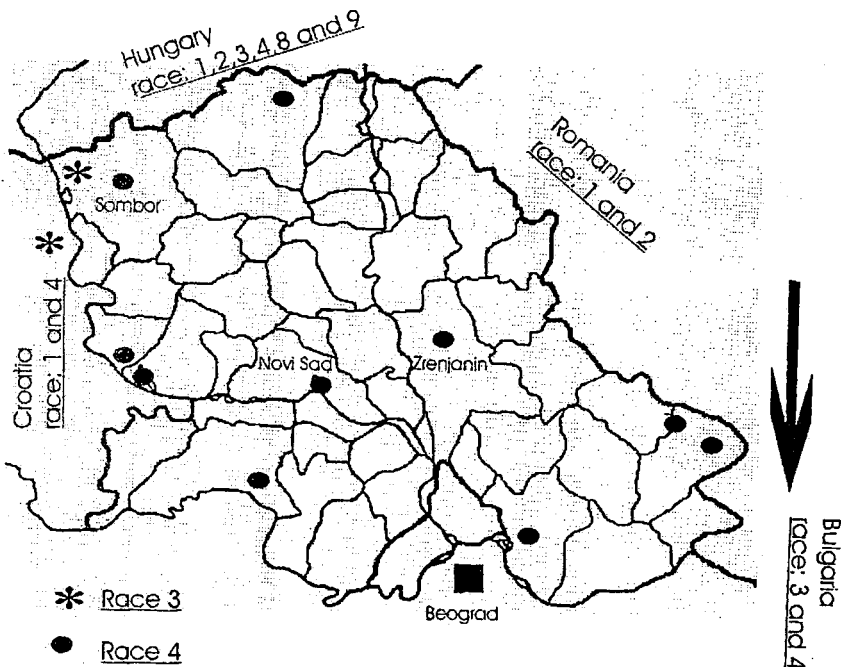 Hungary
race; 1,2,3,4,8 and 9
Romania
race: 1 and 2
Sombor
Croatia
race; 1 and 4
Novi Sad
Zrenjanin
Bulgaria
race; 3 and 4
Beograd
Race 3
Race 4